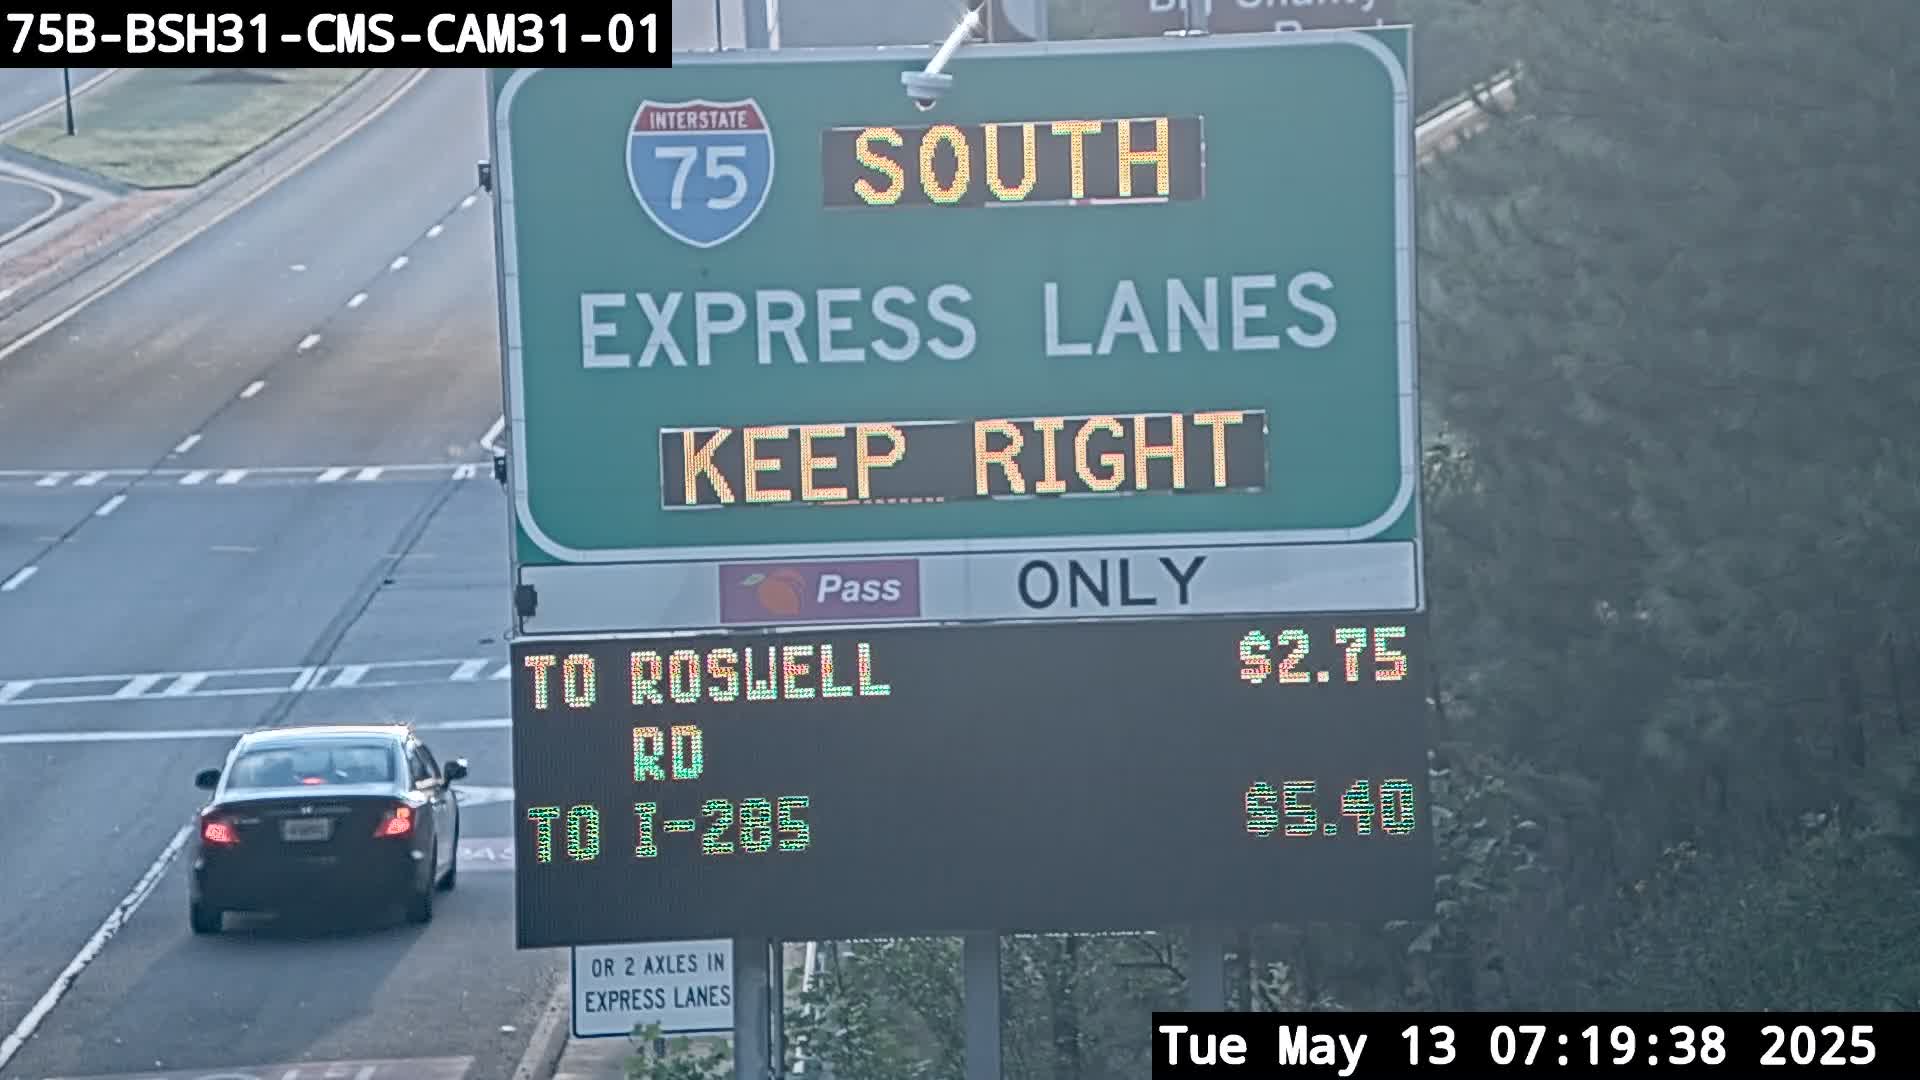 75B-BSH31-CMS-CAM31-01
INTERSTATE
75
SOUTH
EXPRESS LANES
KEEP RIGHT
Pass ONLY
TO ROSWELL $2.75
RD
TO I-285 $5.40
OR 2 AXLES IN
EXPRESS LANES
Tue May 13 07:19:38 2025